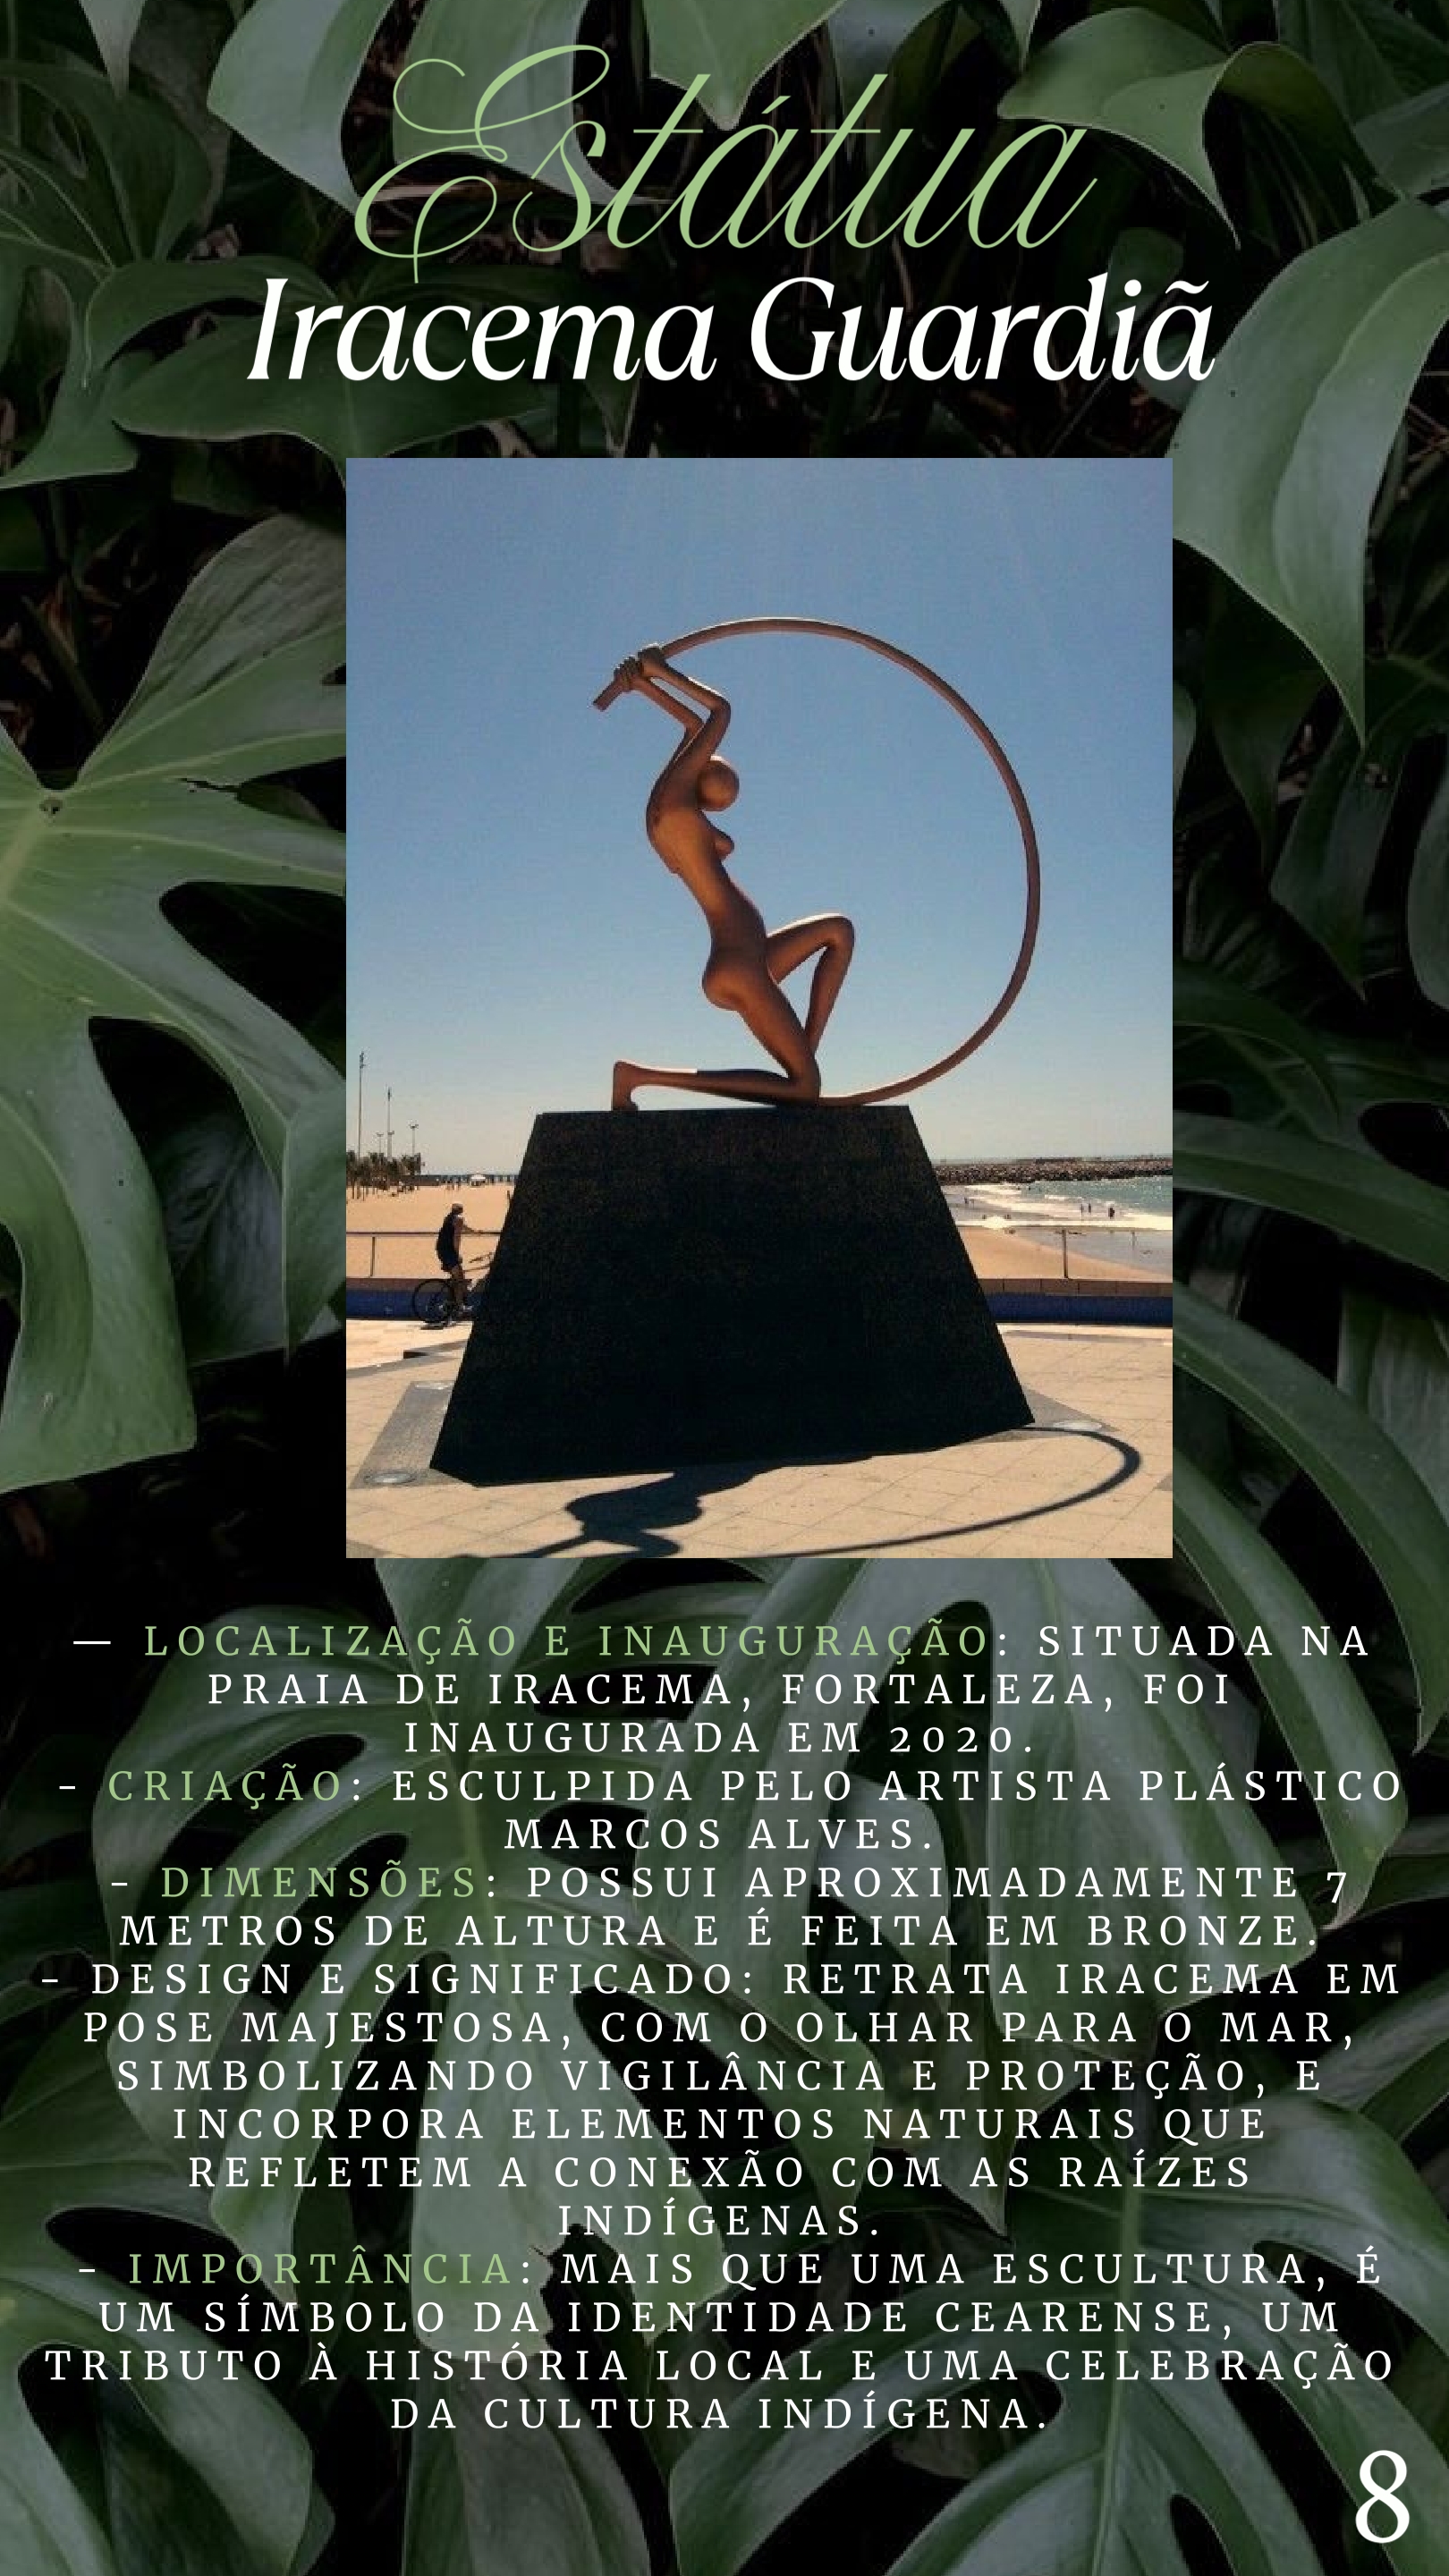 Estátua
Iracema Guardiã
— LOCALIZAÇÃO E INAUGURAÇÃO: SITUADA NA
PRAIA DE IRACEMA, FORTALEZA, FOI
INAUGURADA EM 2020.
- CRIAÇÃO: ESCULPIDA PELO ARTISTA PLÁSTICO
MARCOS ALVES.
- DIMENSÕES: POSSUI APROXIMADAMENTE 7
METROS DE ALTURA E É FEITA EM BRONZE.
- DESIGN E SIGNIFICADO: RETRATA IRACEMA EM
POSE MAJESTOSA, COM O OLHAR PARA O MAR,
SIMBOLIZANDO VIGILÂNCIA E PROTEÇÃO, E
INCORPORA ELEMENTOS NATURAIS QUE
REFLETEM A CONEXÃO COM AS RAÍZES
INDÍGENAS.
- IMPORTÂNCIA: MAIS QUE UMA ESCULTURA, É
UM SÍMBOLO DA IDENTIDADE CEARENSE, UM
TRIBUTO À HISTÓRIA LOCAL E UMA CELEBRAÇÃO
DA CULTURA INDÍGENA.
8